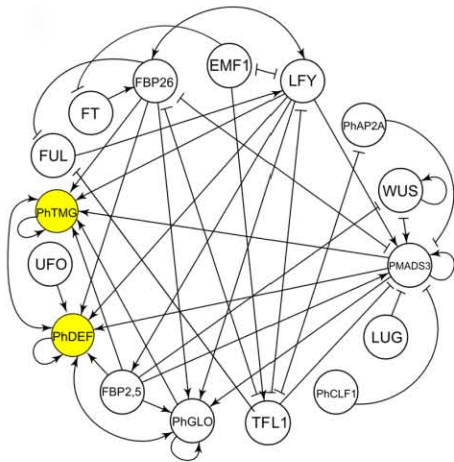 EMF1
FBP26
LFY
FT
PhAP2A
FUL
WUS
PhTMG
UFO
PMADS3
PhDEF
LUG
FBP2,5
PhCLF1
PhGLO
TFL1